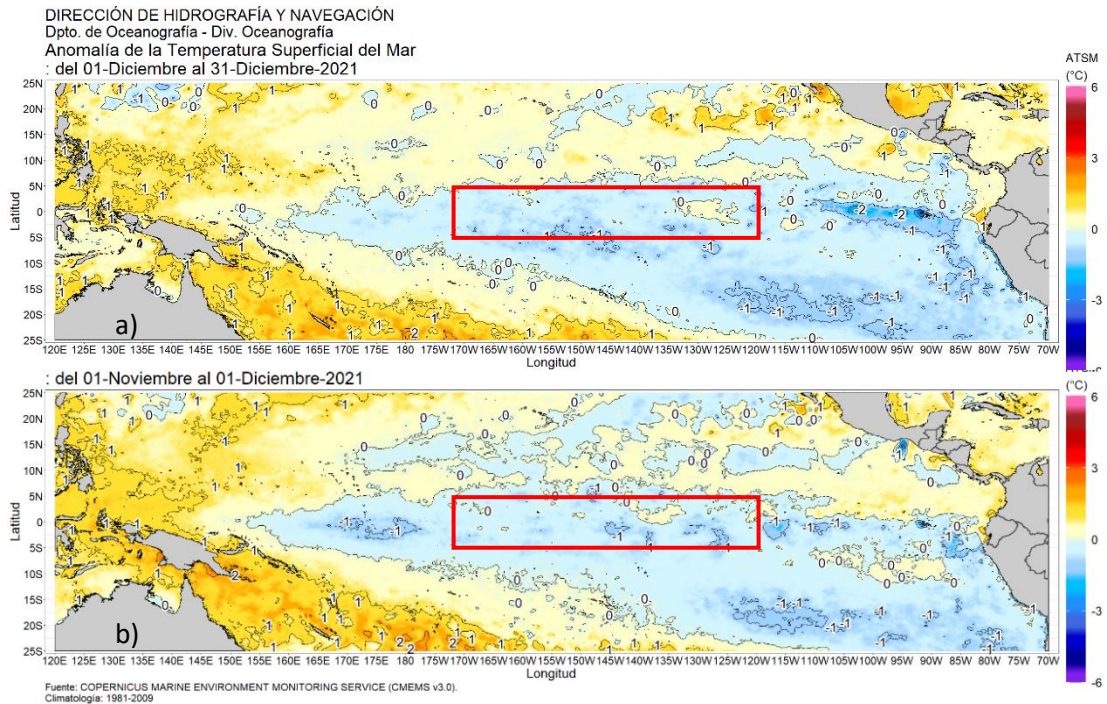 DIRECCIÓN DE HIDROGRAFÍA Y NAVEGACIÓN
Dpto. de Oceanografía - Div. Oceanografía
Anomalía de la Temperatura Superficial del Mar
: del 01-Diciembre al 31-Diciembre-2021
ATSM
(°C)
25N
20N
15N
10N
5N
0
5S
10S
15S
20S
25S
Latitud
a)
6
3
0
-3
-6
120E 125E 130E 135E 140E 145E 150E 155E 160E 165E 170E 175E 180 175W 170W 165W 160W 155W 150W 145W 140W 135W 130W 125W 120W 115W 110W 105W 100W 95W 90W 85W 80W 75W 70W
Longitud
: del 01-Noviembre al 01-Diciembre-2021
(°C)
25N
20N
15N
10N
5N
0
5S
10S
15S
20S
25S
Latitud
b)
6
3
0
-3
-6
120E 125E 130E 135E 140E 145E 150E 155E 160E 165E 170E 175E 180 175W 170W 165W 160W 155W 150W 145W 140W 135W 130W 125W 120W 115W 110W 105W 100W 95W 90W 85W 80W 75W 70W
Longitud
Fuente: COPERNICUS MARINE ENVIRONMENT MONITORING SERVICE (CMEMS v3.0).
Climatología: 1981-2009